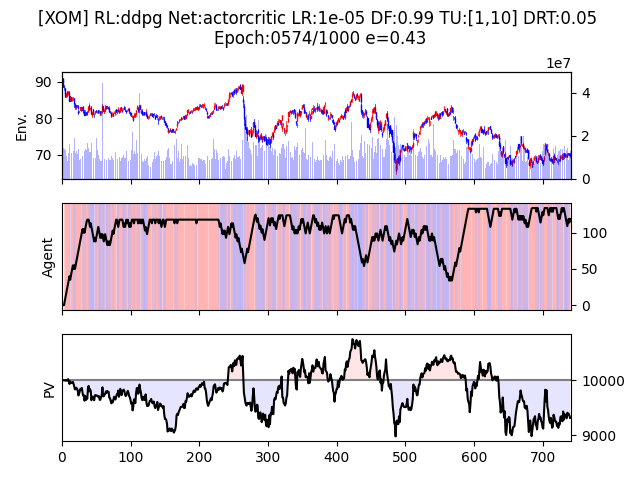 [XOM] RL:ddpg Net:actorcritic LR:1e-05 DF:0.99 TU:[1,10] DRT:0.05
Epoch:0574/1000 e=0.43
1e7
90
80
70
Env.
4
2
0
Agent
100
50
0
PV
10000
9000
0 100 200 300 400 500 600 700